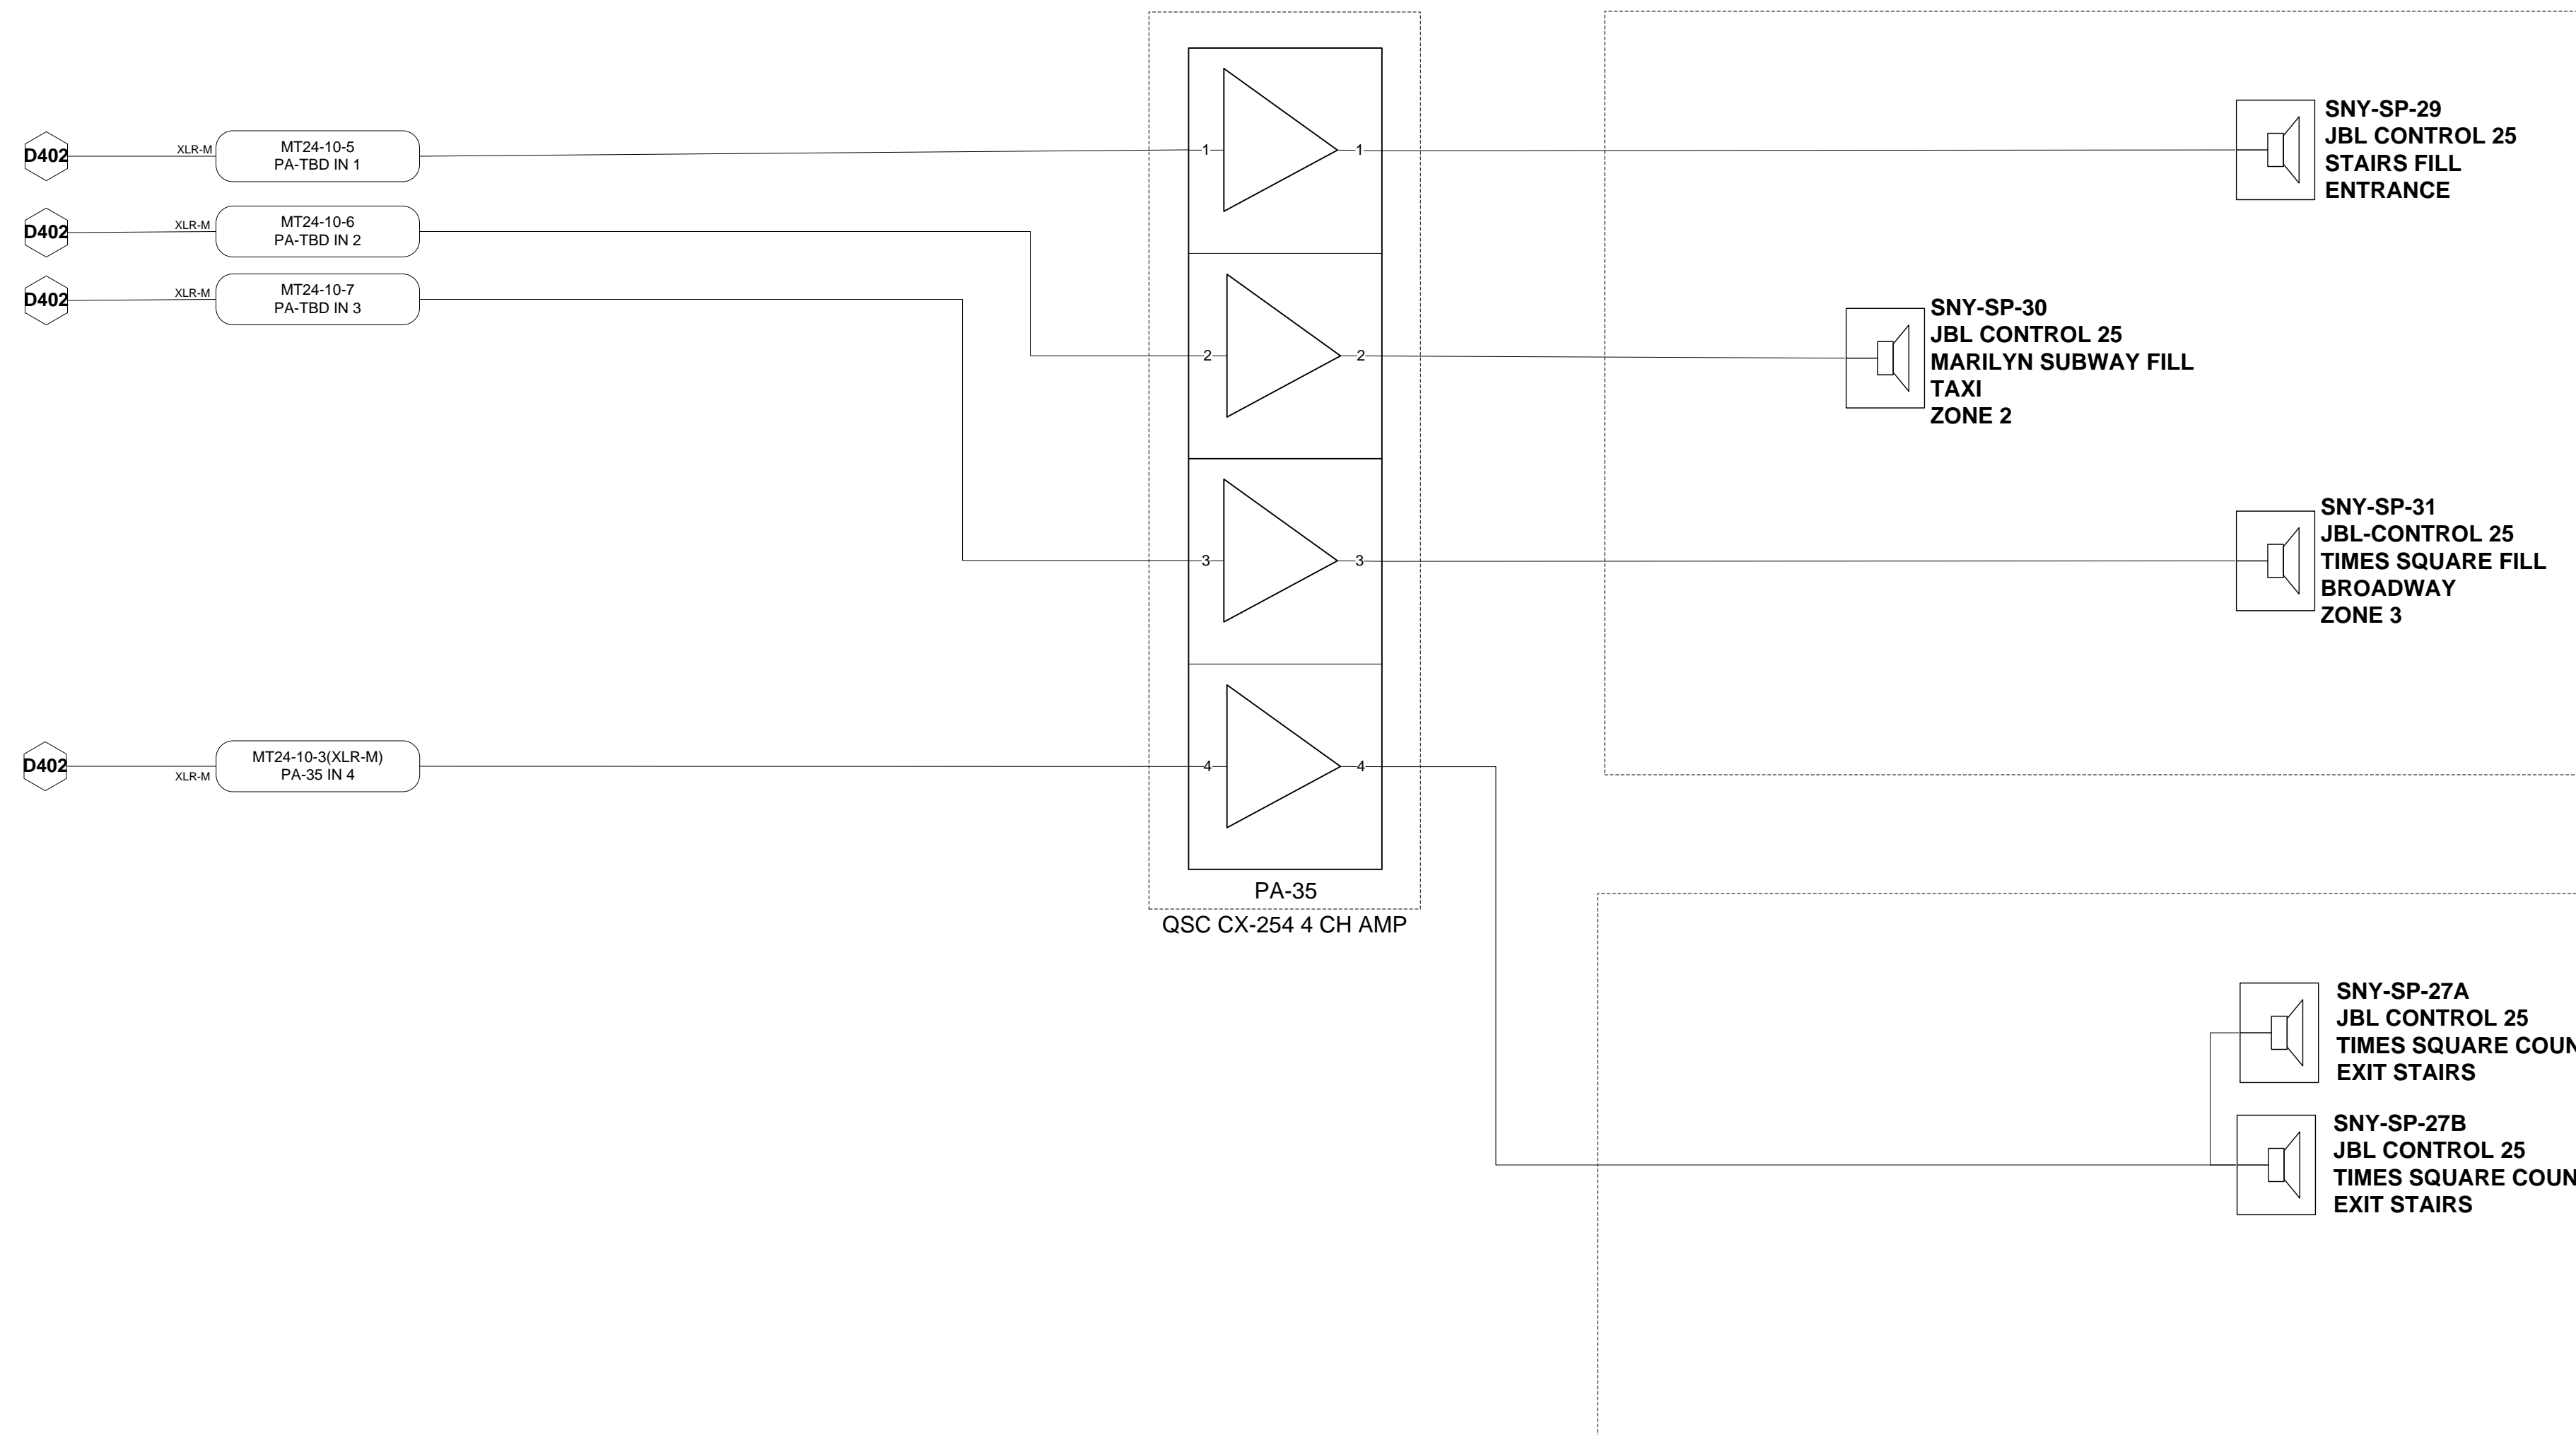 D402
XLR-M
MT24-10-5
PA-TBD IN 1
D402
XLR-M
MT24-10-6
PA-TBD IN 2
D402
XLR-M
MT24-10-7
PA-TBD IN 3
D402
XLR-M
MT24-10-3(XLR-M)
PA-35 IN 4
1
1
2
2
3
3
4
4
PA-35
QSC CX-254 4 CH AMP
SNY-SP-29
JBL CONTROL 25
STAIRS FILL
ENTRANCE
SNY-SP-30
JBL CONTROL 25
MARILYN SUBWAY FILL
TAXI
ZONE 2
SNY-SP-31
JBL-CONTROL 25
TIMES SQUARE FILL
BROADWAY
ZONE 3
SNY-SP-27A
JBL CONTROL 25
TIMES SQUARE
EXIT STAIRS
SNY-SP-27B
JBL CONTROL 25
TIMES SQUARE
EXIT STAIRS